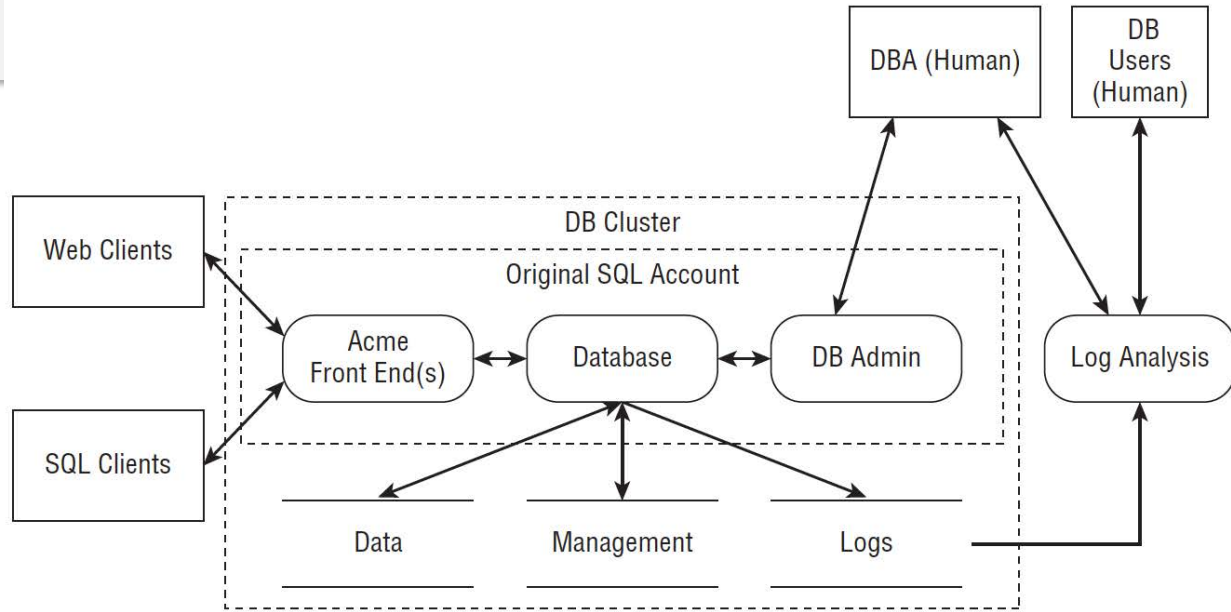 DBA (Human)
DB
Users
(Human)
Web Clients
DB Cluster
Original SQL Account
Acme
Front End(s)
Database
DB Admin
Log Analysis
SQL Clients
Data
Management
Logs